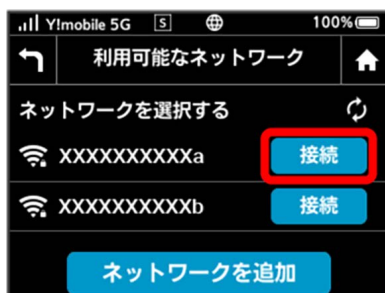 Y!mobile 5G S 100%
利用可能なネットワーク
ネットワークを選択する
XXXXXXXXXXa 接続
XXXXXXXXXXb 接続
ネットワークを追加